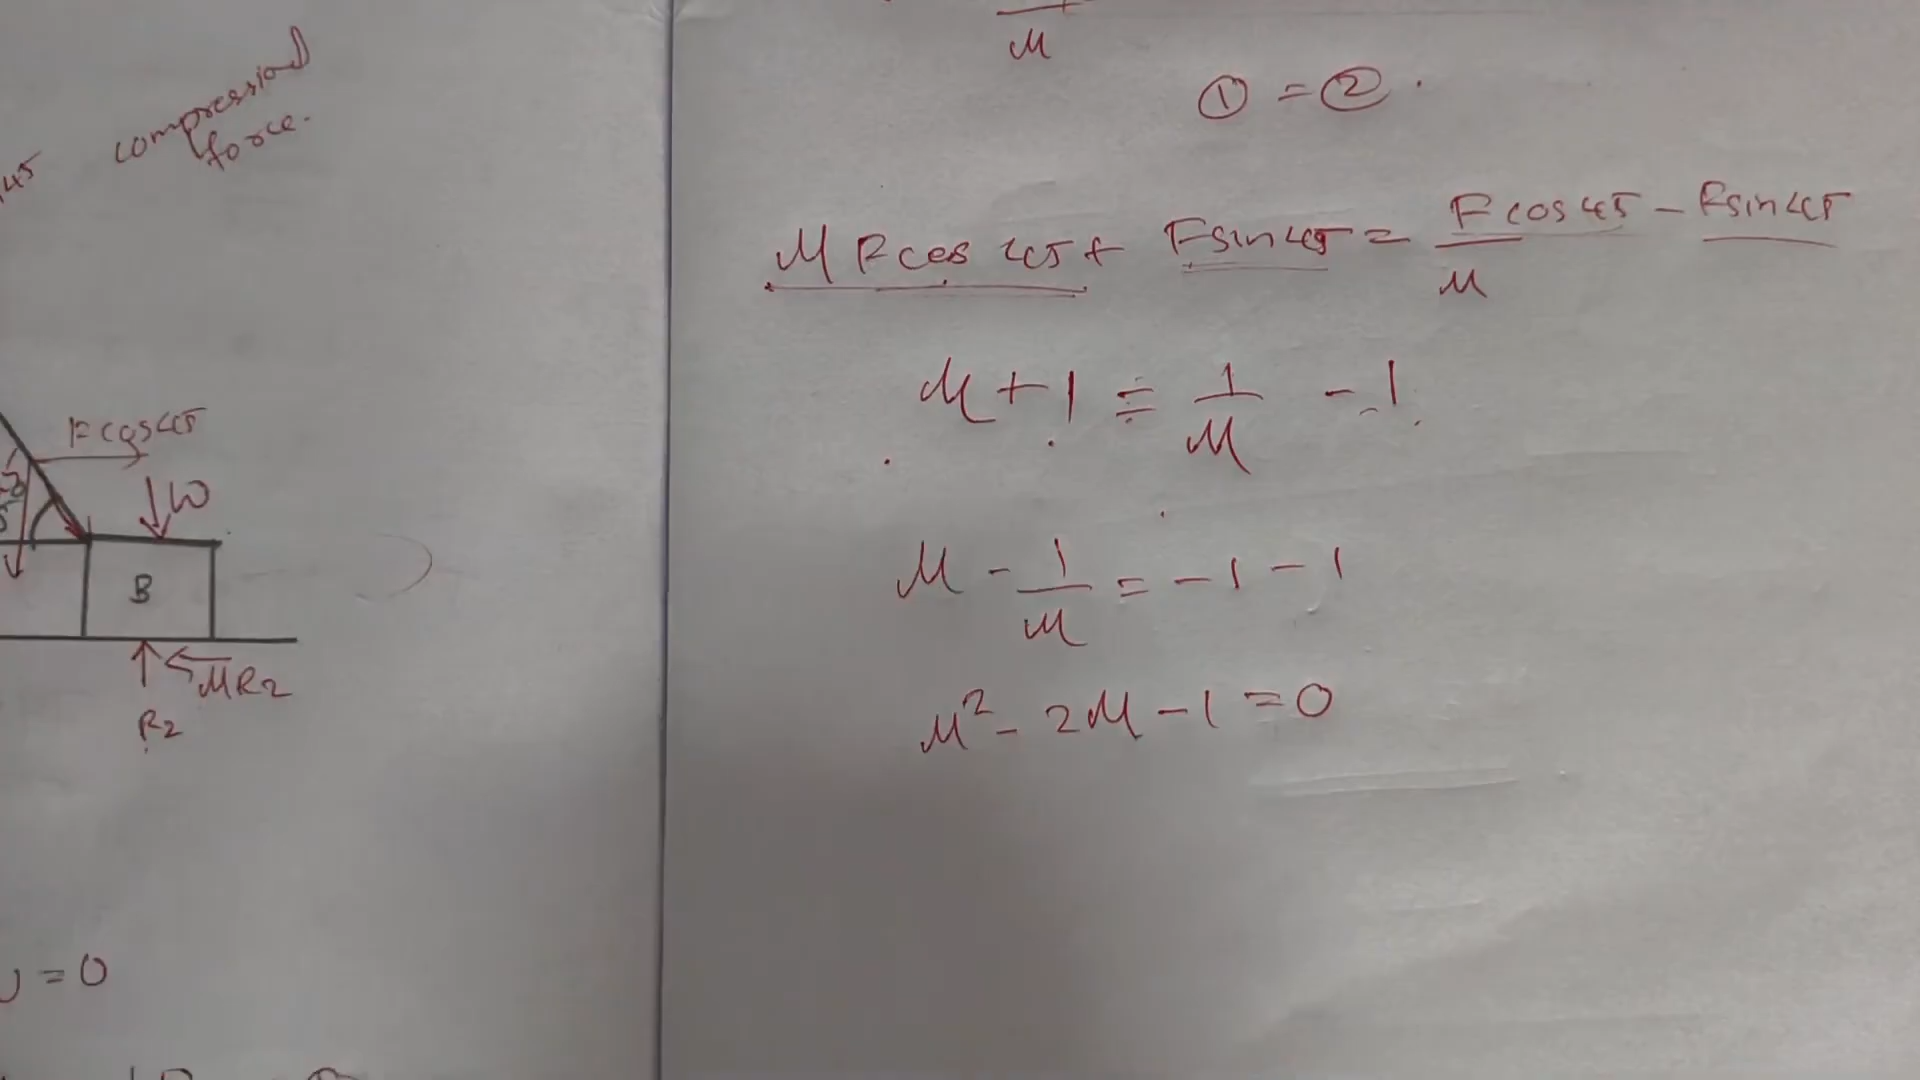 45 compressional
force.
F cos 45
↓W
B
↑ ← μR2
R2
= 0
μ
① = ② .
μ F cos 45 + F sin 45 = F cos 45 / μ - F sin 45
μ + 1 = 1/μ - 1
μ - 1/μ = -1 - 1
μ² - 2μ - 1 = 0